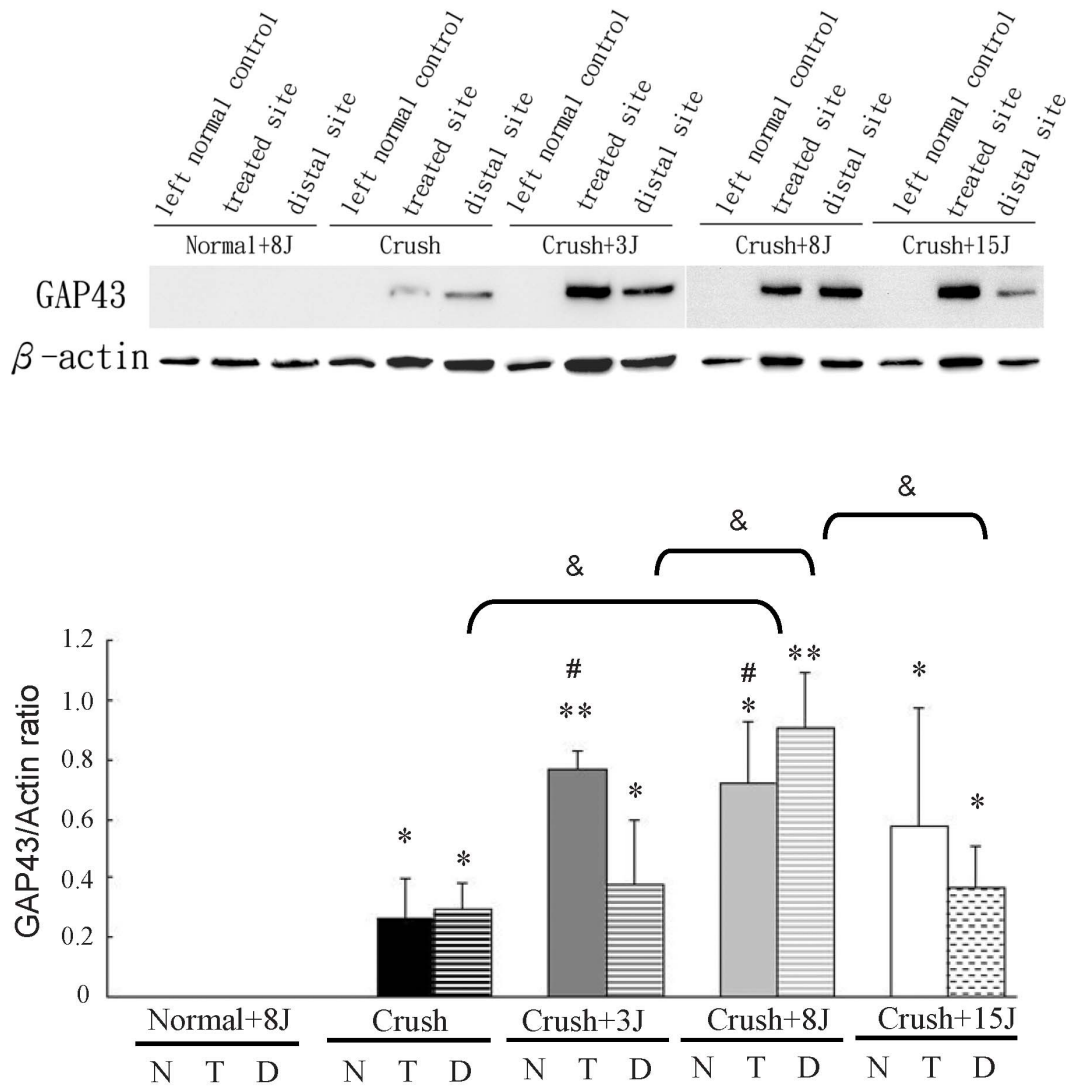 left normal control
treated site
distal site
left normal control
treated site
distal site
left normal control
treated site
distal site
left normal control
treated site
distal site
left normal control
treated site
distal site
Normal+8J Crush Crush+3J Crush+8J Crush+15J
GAP43
β-actin
&
&
&
GAP43/Actin ratio
1.2
1.0
0.8
0.6
0.4
0.2
0
* * # ** * # * ** * *
Normal+8J Crush Crush+3J Crush+8J Crush+15J
N T D N T D N T D N T D N T D